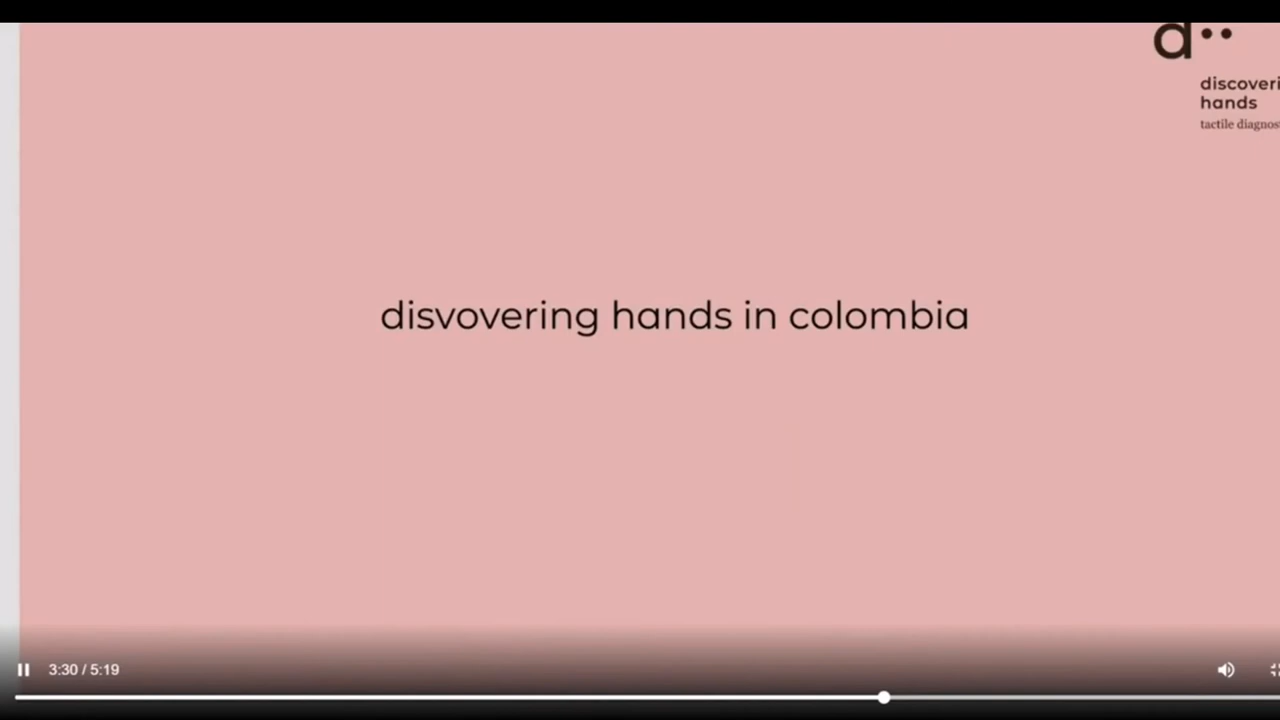 d
discoveri
hands
tactile diagnos
disvovering hands in colombia
3:30 / 5:19